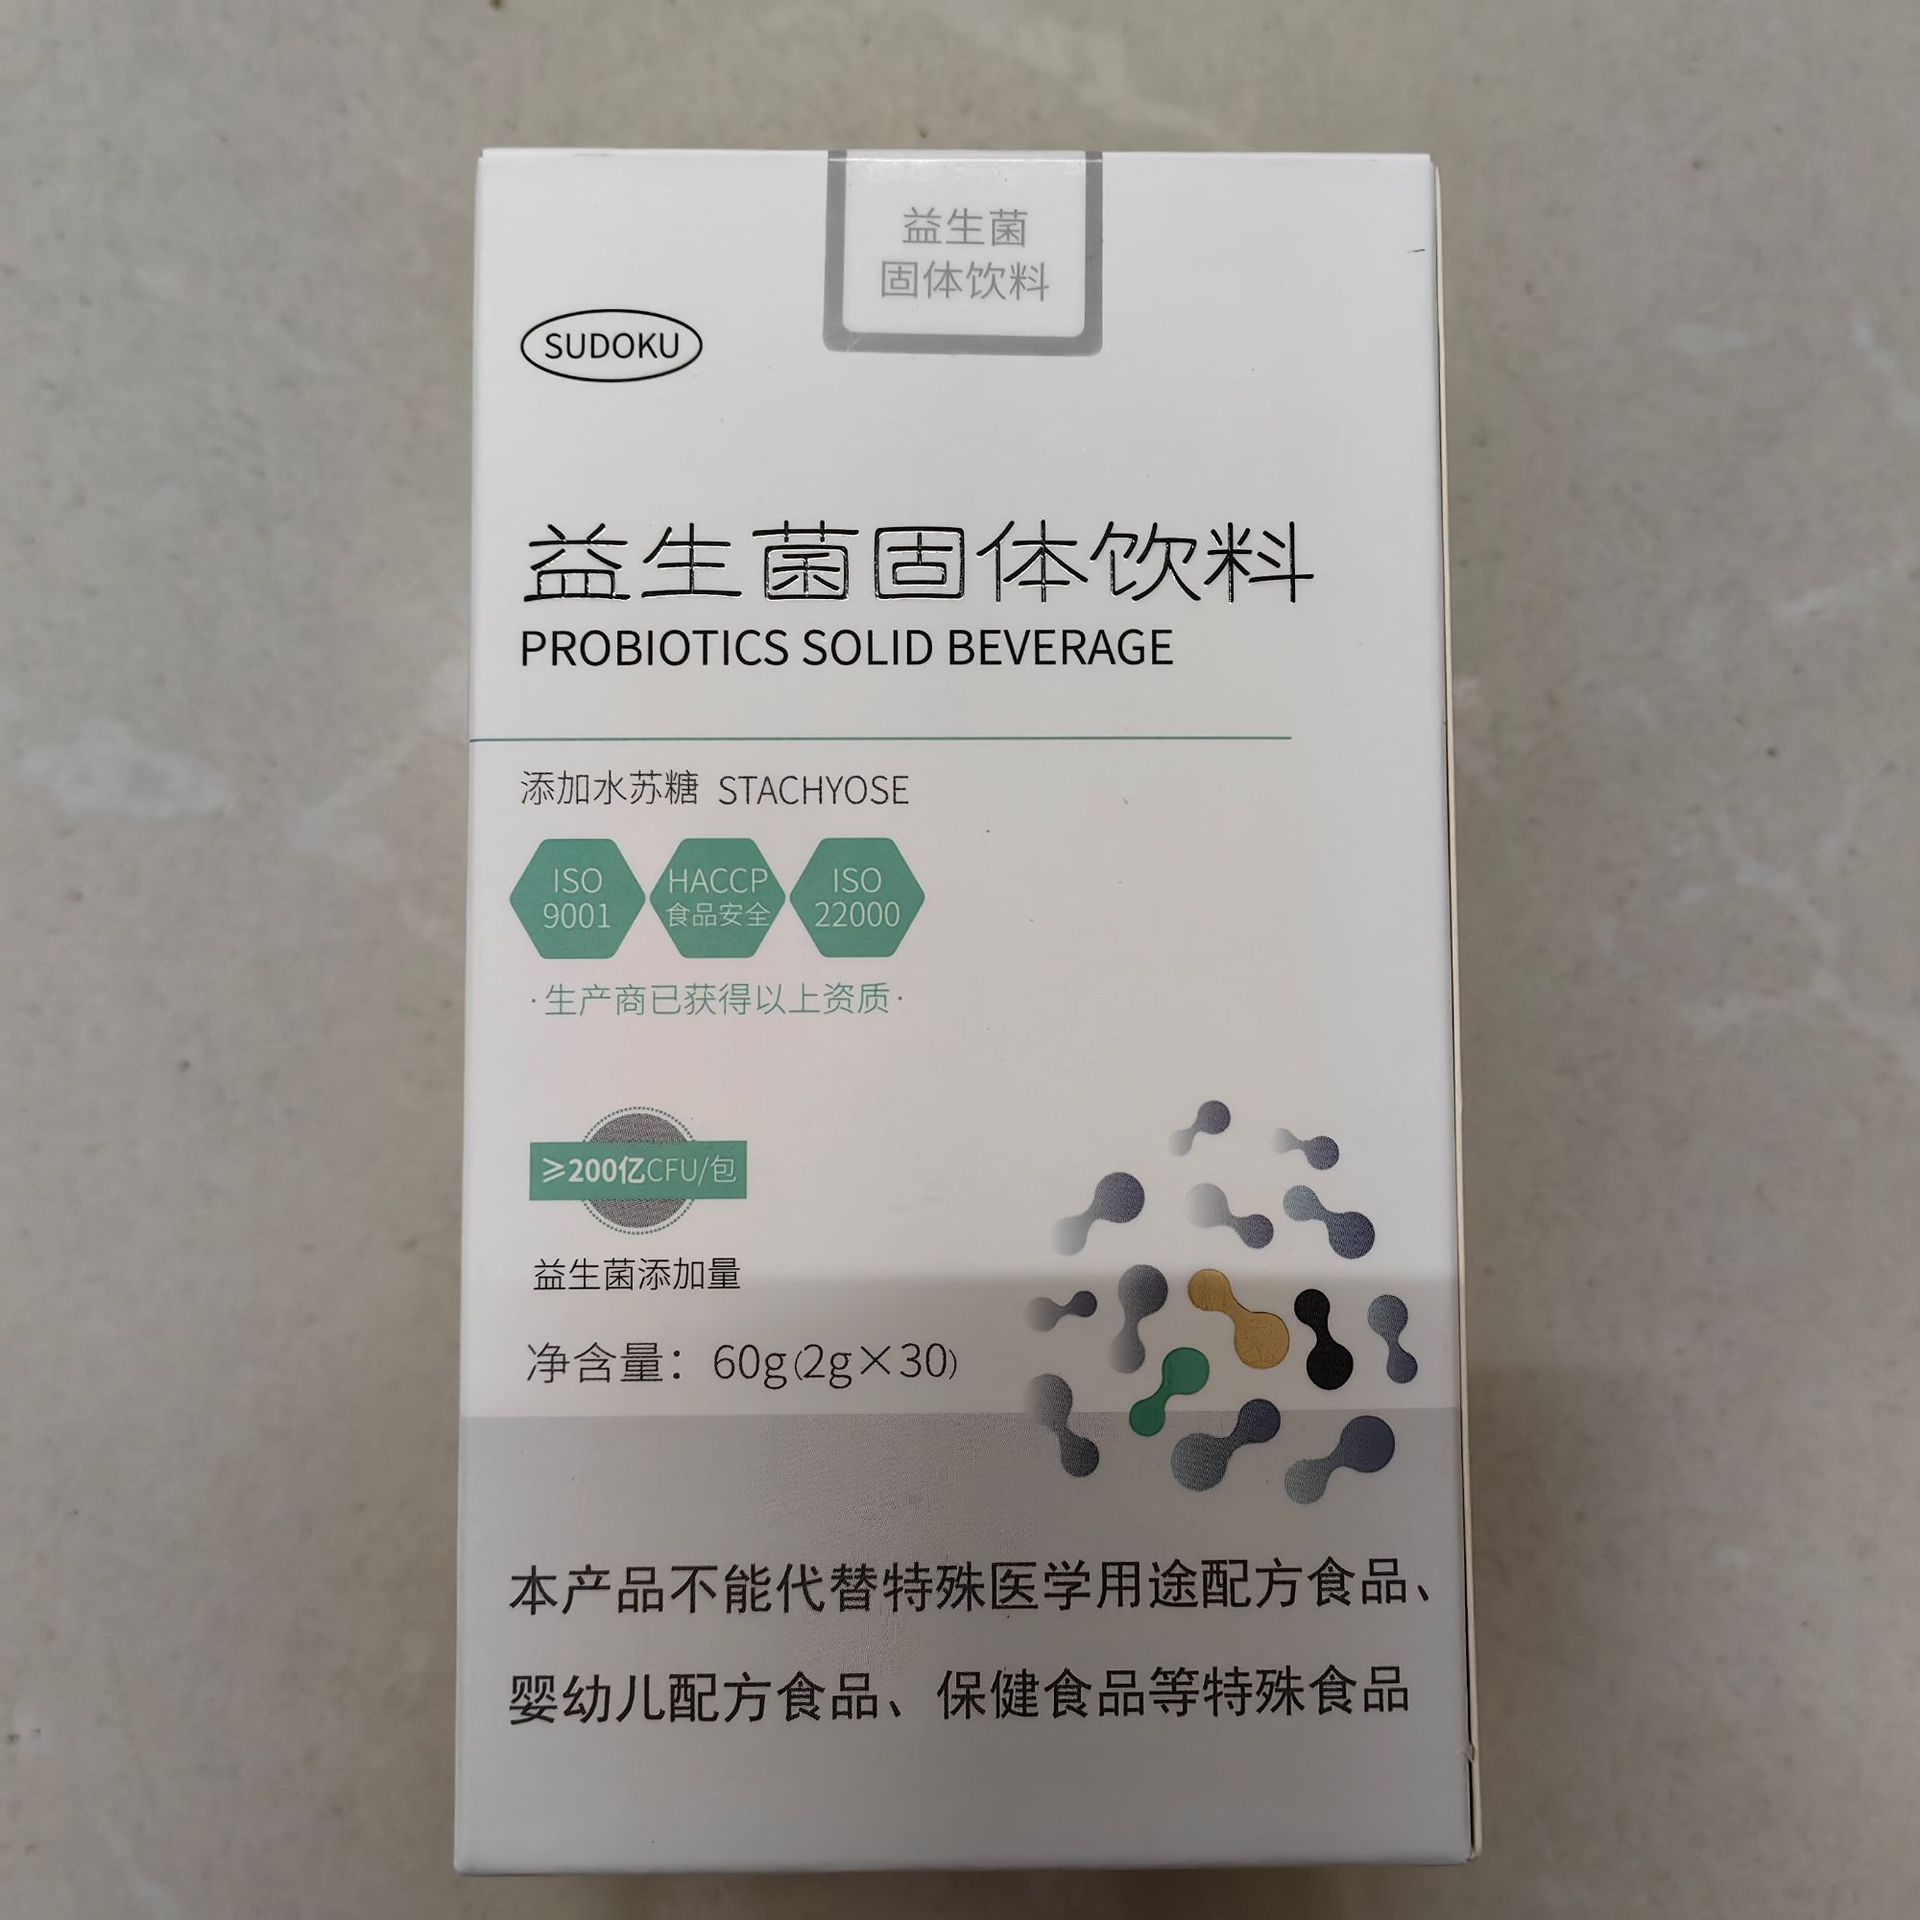 益生菌
固体饮料
SUDOKU
益生菌固体饮料
PROBIOTICS SOLID BEVERAGE
添加水苏糖 STACHYOSE
ISO
9001
HACCP
食品安全
ISO
22000
·生产商已获得以上资质·
≥200亿CFU/包
益生菌添加量
净含量：60g(2g×30)
本产品不能代替特殊医学用途配方食品、
婴幼儿配方食品、保健食品等特殊食品